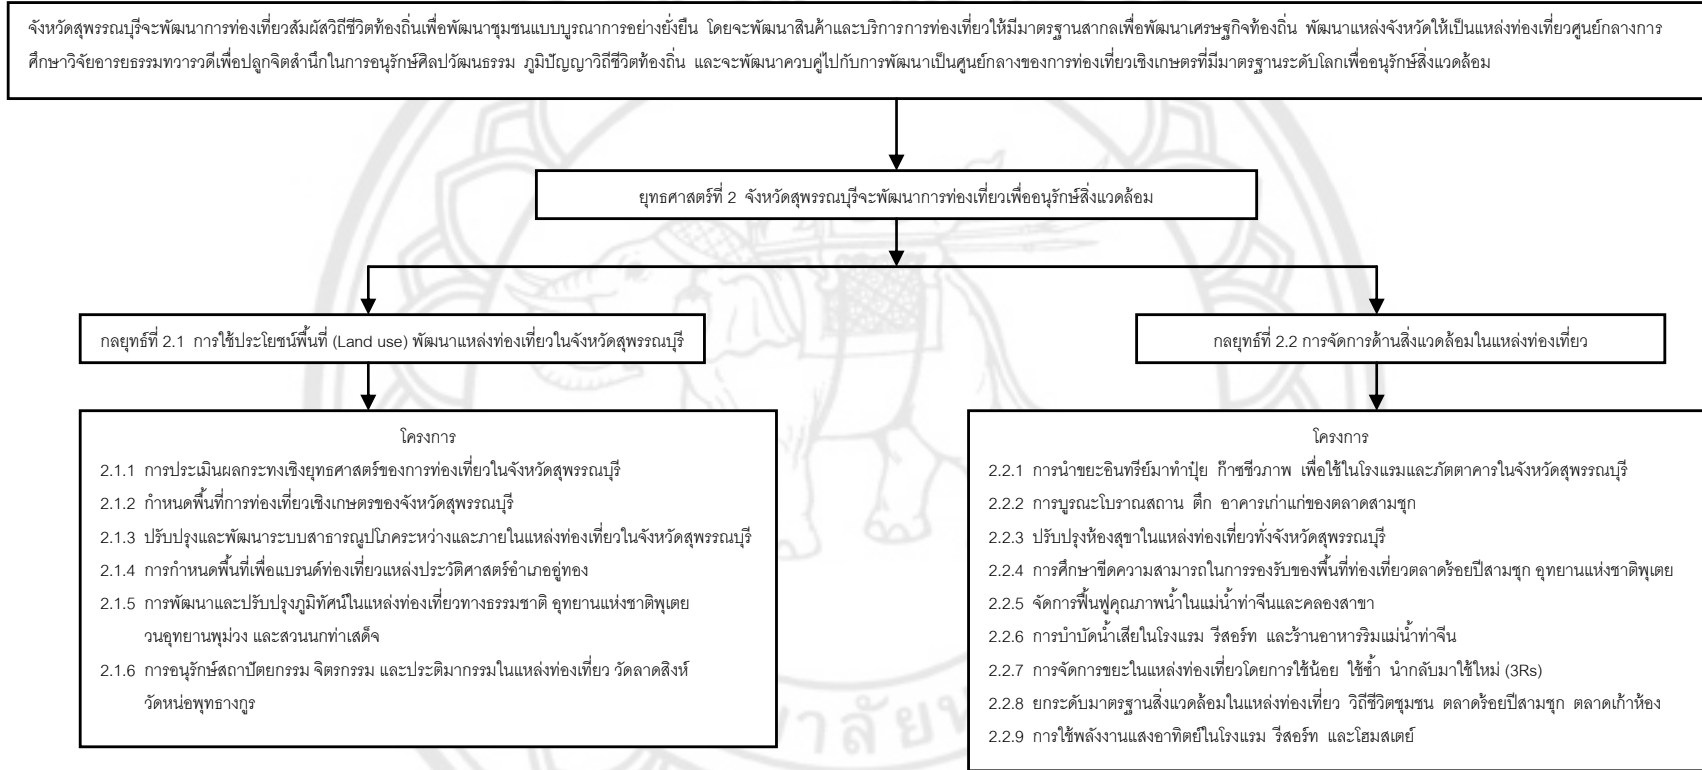 จังหวัดสุพรรณบุรีจะพัฒนาการท่องเที่ยวสัมผัสวิถีชีวิตท้องถิ่นเพื่อพัฒนาชุมชนแบบบูรณาการอย่างยั่งยืน โดยจะพัฒนาสินค้าและบริการการท่องเที่ยวให้มีมาตรฐานสากลเพื่อพัฒนาเศรษฐกิจท้องถิ่น พัฒนาแหล่งจังหวัดให้เป็นแหล่งท่องเที่ยวศูนย์กลางการ
ศึกษาวิจัยอารยธรรมทวารวดีเพื่อปลูกจิตสำนึกในการอนุรักษ์ศิลปวัฒนธรรม ภูมิปัญญาวิถีชีวิตท้องถิ่น และจะพัฒนาควบคู่ไปกับการพัฒนาเป็นศูนย์กลางของการท่องเที่ยวเชิงเกษตรที่มีมาตรฐานระดับโลกเพื่ออนุรักษ์สิ่งแวดล้อม
ยุทธศาสตร์ที่ 2 จังหวัดสุพรรณบุรีจะพัฒนาการท่องเที่ยวเพื่ออนุรักษ์สิ่งแวดล้อม
กลยุทธ์ที่ 2.1 การใช้ประโยชน์พื้นที่ (Land use) พัฒนาแหล่งท่องเที่ยวในจังหวัดสุพรรณบุรี
โครงการ
2.1.1 การประเมินผลกระทงเชิงยุทธศาสตร์ของการท่องเที่ยวในจังหวัดสุพรรณบุรี
2.1.2 กำหนดพื้นที่การท่องเที่ยวเชิงเกษตรของจังหวัดสุพรรณบุรี
2.1.3 ปรับปรุงและพัฒนาระบบสาธารณูปโภคระหว่างและภายในแหล่งท่องเที่ยวในจังหวัดสุพรรณบุรี
2.1.4 การกำหนดพื้นที่เพื่อแบรนด์ท่องเที่ยวแหล่งประวัติศาสตร์อำเภออู่ทอง
2.1.5 การพัฒนาและปรับปรุงภูมิทัศน์ในแหล่งท่องเที่ยวทางธรรมชาติ อุทยานแห่งชาติพุเตย
วนอุทยานพุม่วง และสวนนกท่าเสด็จ
2.1.6 การอนุรักษ์สถาปัตยกรรม จิตรกรรม และประติมากรรมในแหล่งท่องเที่ยว วัดลาดสิงห์
วัดหน่อพุทธางกูร
กลยุทธ์ที่ 2.2 การจัดการด้านสิ่งแวดล้อมในแหล่งท่องเที่ยว
โครงการ
2.2.1 การนำขยะอินทรีย์มาทำปุ๋ย ก๊าซชีวภาพ เพื่อใช้ในโรงแรมและภัตตาคารในจังหวัดสุพรรณบุรี
2.2.2 การบูรณะโบราณสถาน ตึก อาคารเก่าแก่ของตลาดสามชุก
2.2.3 ปรับปรุงห้องสุขาในแหล่งท่องเที่ยวทั่งจังหวัดสุพรรณบุรี
2.2.4 การศึกษาขีดความสามารถในการรองรับของพื้นที่ท่องเที่ยวตลาดร้อยปีสามชุก อุทยานแห่งชาติพุเตย
2.2.5 จัดการฟื้นฟูคุณภาพน้ำในแม่น้ำท่าจีนและคลองสาขา
2.2.6 การบำบัดน้ำเสียในโรงแรม รีสอร์ท และร้านอาหารริมแม่น้ำท่าจีน
2.2.7 การจัดการขยะในแหล่งท่องเที่ยวโดยการใช้น้อย ใช้ซ้ำ นำกลับมาใช้ใหม่ (3Rs)
2.2.8 ยกระดับมาตรฐานสิ่งแวดล้อมในแหล่งท่องเที่ยว วิถีชีวิตชุมชน ตลาดร้อยปีสามชุก ตลาดเก้าห้อง
2.2.9 การใช้พลังงานแสงอาทิตย์ในโรงแรม รีสอร์ท และโฮมสเตย์